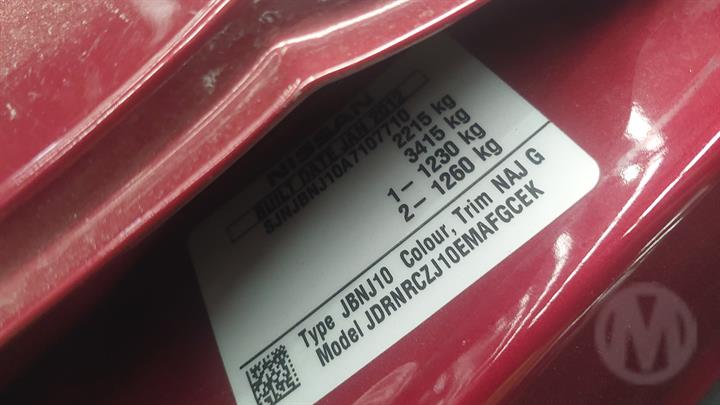 NISSAN
BUILT DATE JAN 2012
SJNJBNJ10A7107710
2215 kg
3415 kg
1– 1230 kg
2– 1260 kg
Type JBNJ10 Colour, Trim NAJ G
Model JDRNRCZJ10EMAFGCEK
M